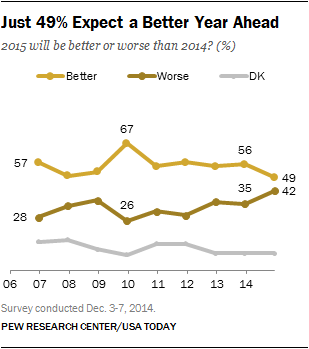 Just 49% Expect a Better Year Ahead
2015 will be better or worse than 2014? (%)
Better Worse DK
67
57 56
49
42
35
28 26
06 07 08 09 10 11 12 13 14
Survey conducted Dec. 3-7, 2014.
PEW RESEARCH CENTER/USA TODAY